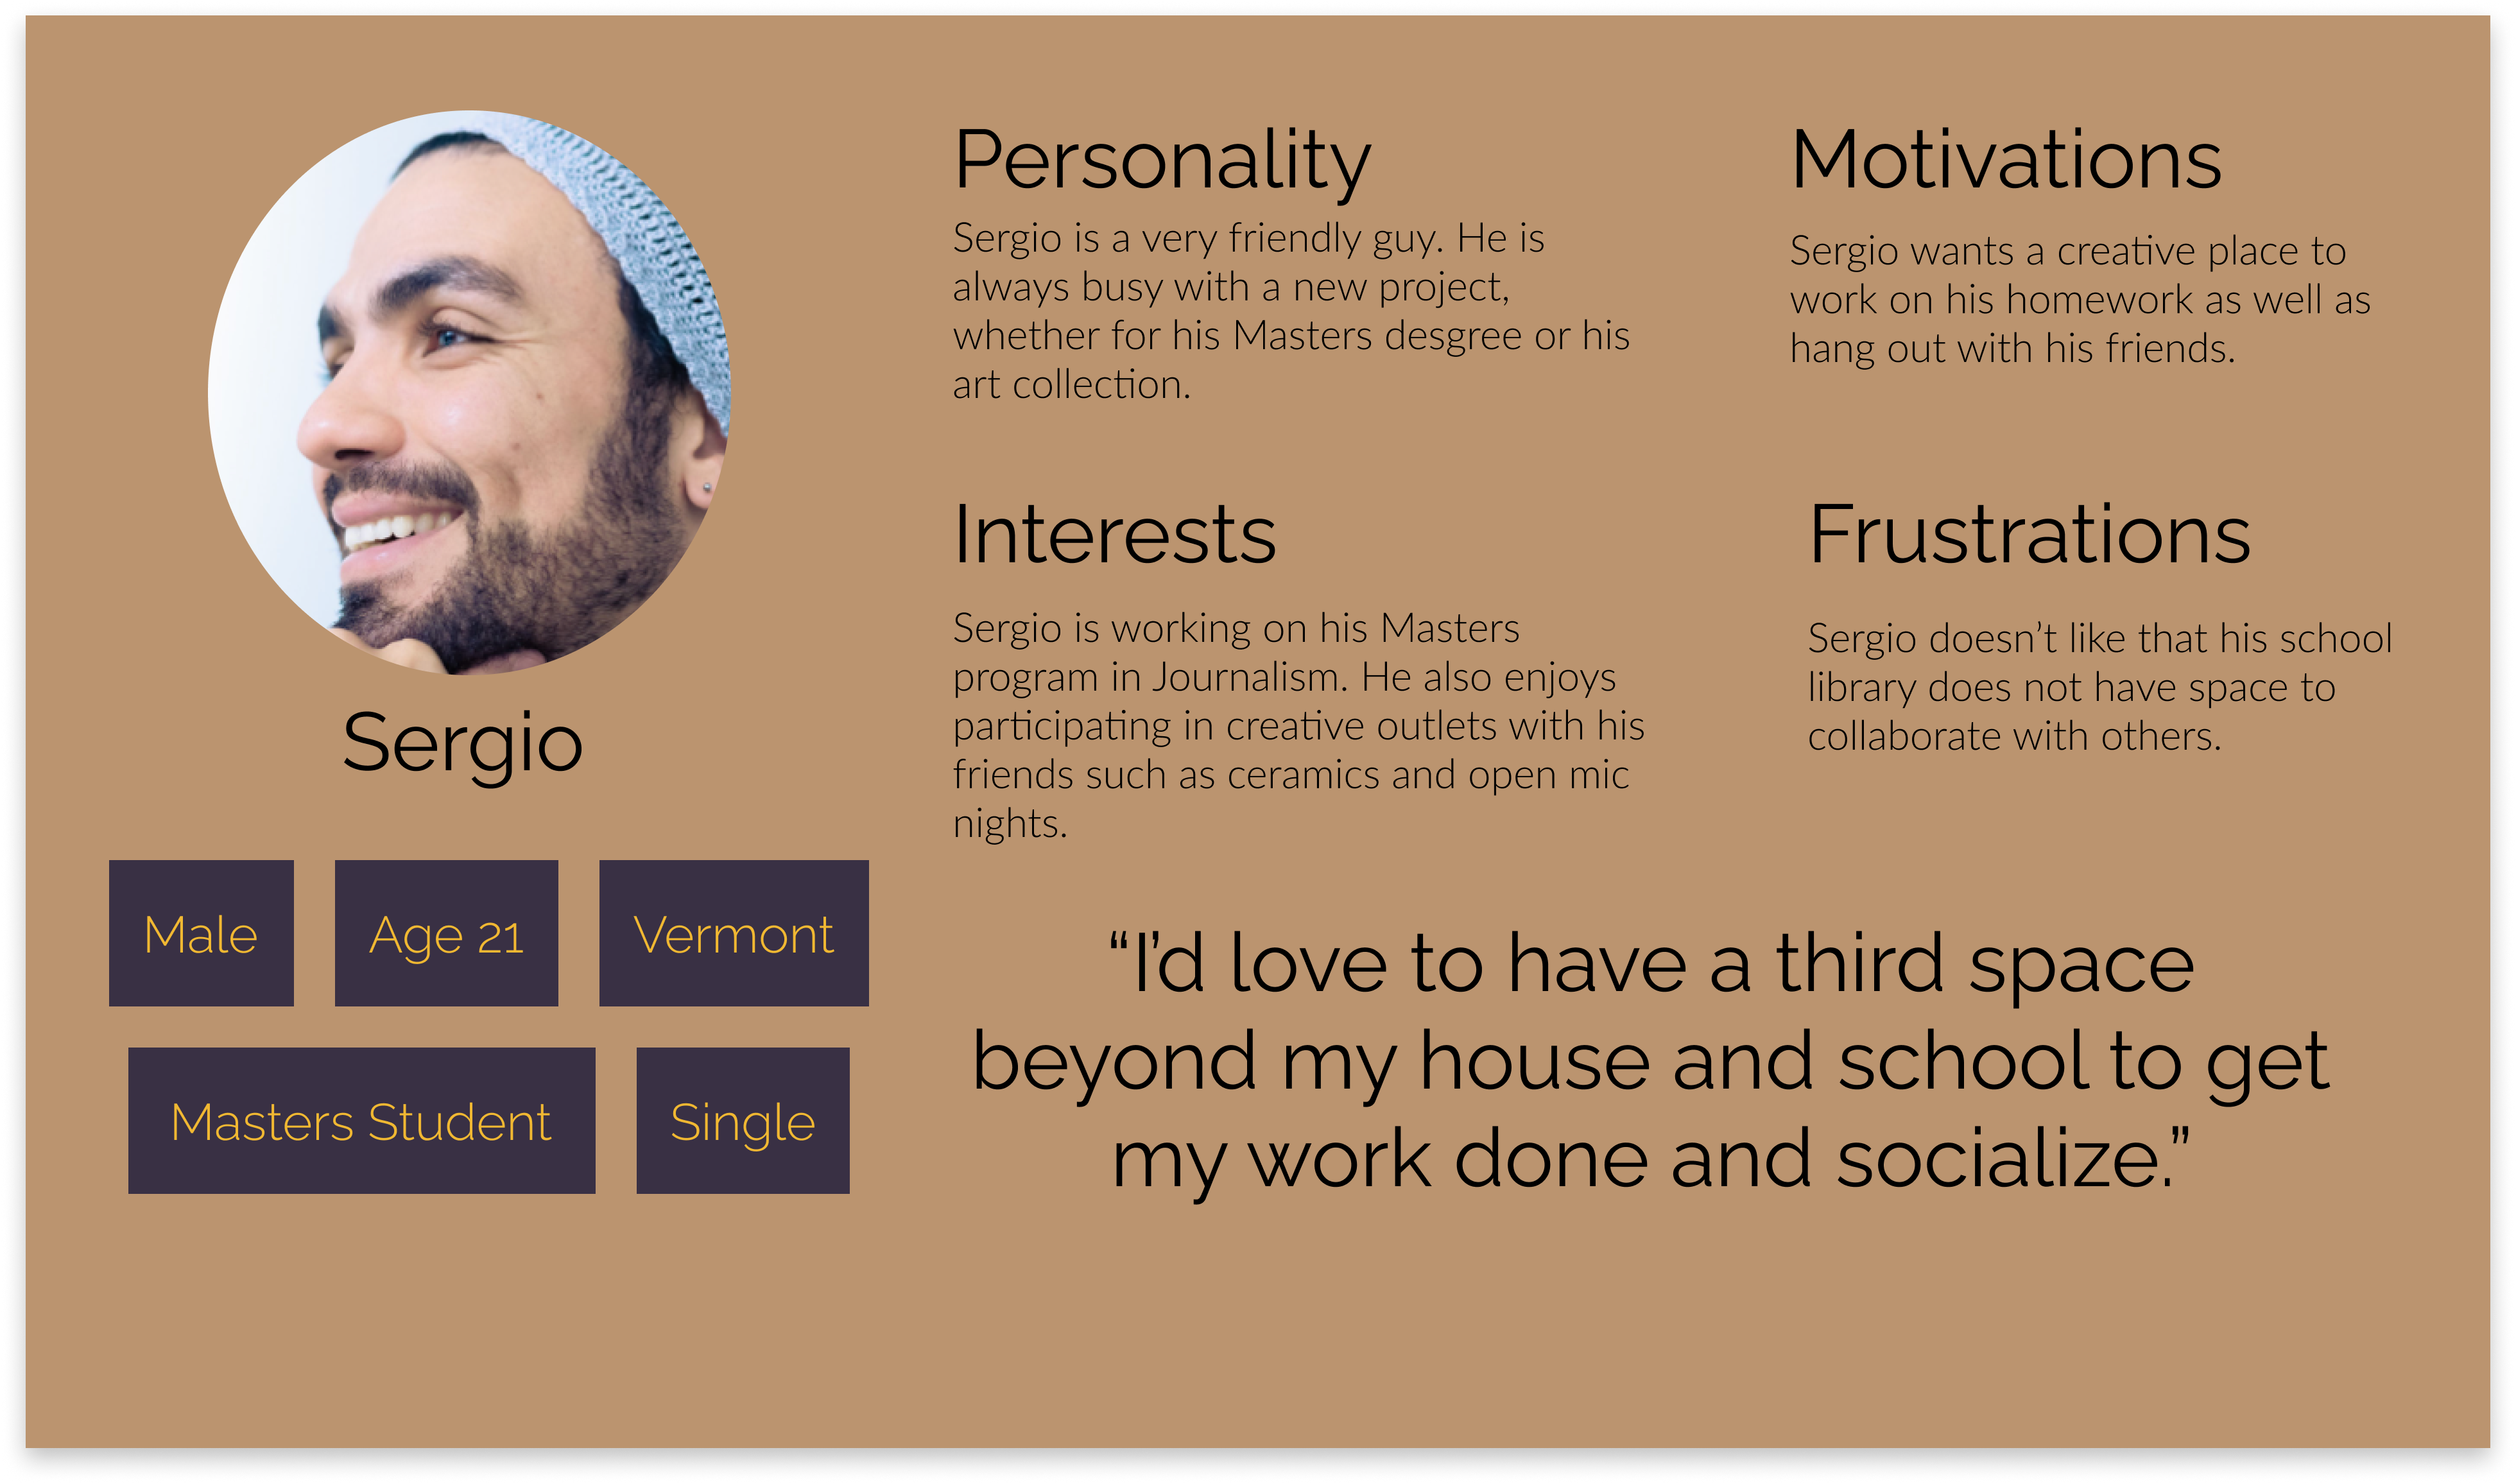 Sergio
Male
Age 21
Vermont
Masters Student
Single
Personality
Sergio is a very friendly guy. He is
always busy with a new project,
whether for his Masters desgree or his
art collection.
Motivations
Sergio wants a creative place to
work on his homework as well as
hang out with his friends.
Interests
Sergio is working on his Masters
program in Journalism. He also enjoys
participating in creative outlets with his
friends such as ceramics and open mic
nights.
Frustrations
Sergio doesn’t like that his school
library does not have space to
collaborate with others.
“I’d love to have a third space
beyond my house and school to get
my work done and socialize.”